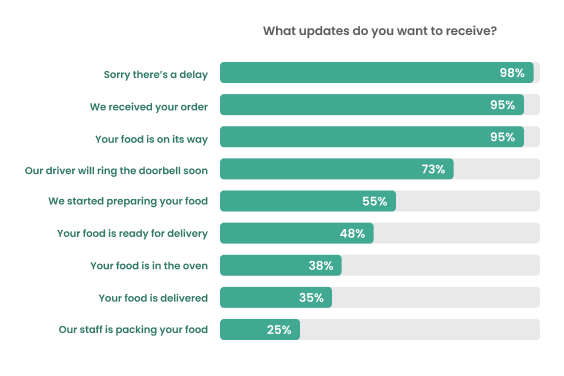 What updates do you want to receive?
Sorry there's a delay 98%
We received your order 95%
Your food is on its way 95%
Our driver will ring the doorbell soon 73%
We started preparing your food 55%
Your food is ready for delivery 48%
Your food is in the oven 38%
Your food is delivered 35%
Our staff is packing your food 25%